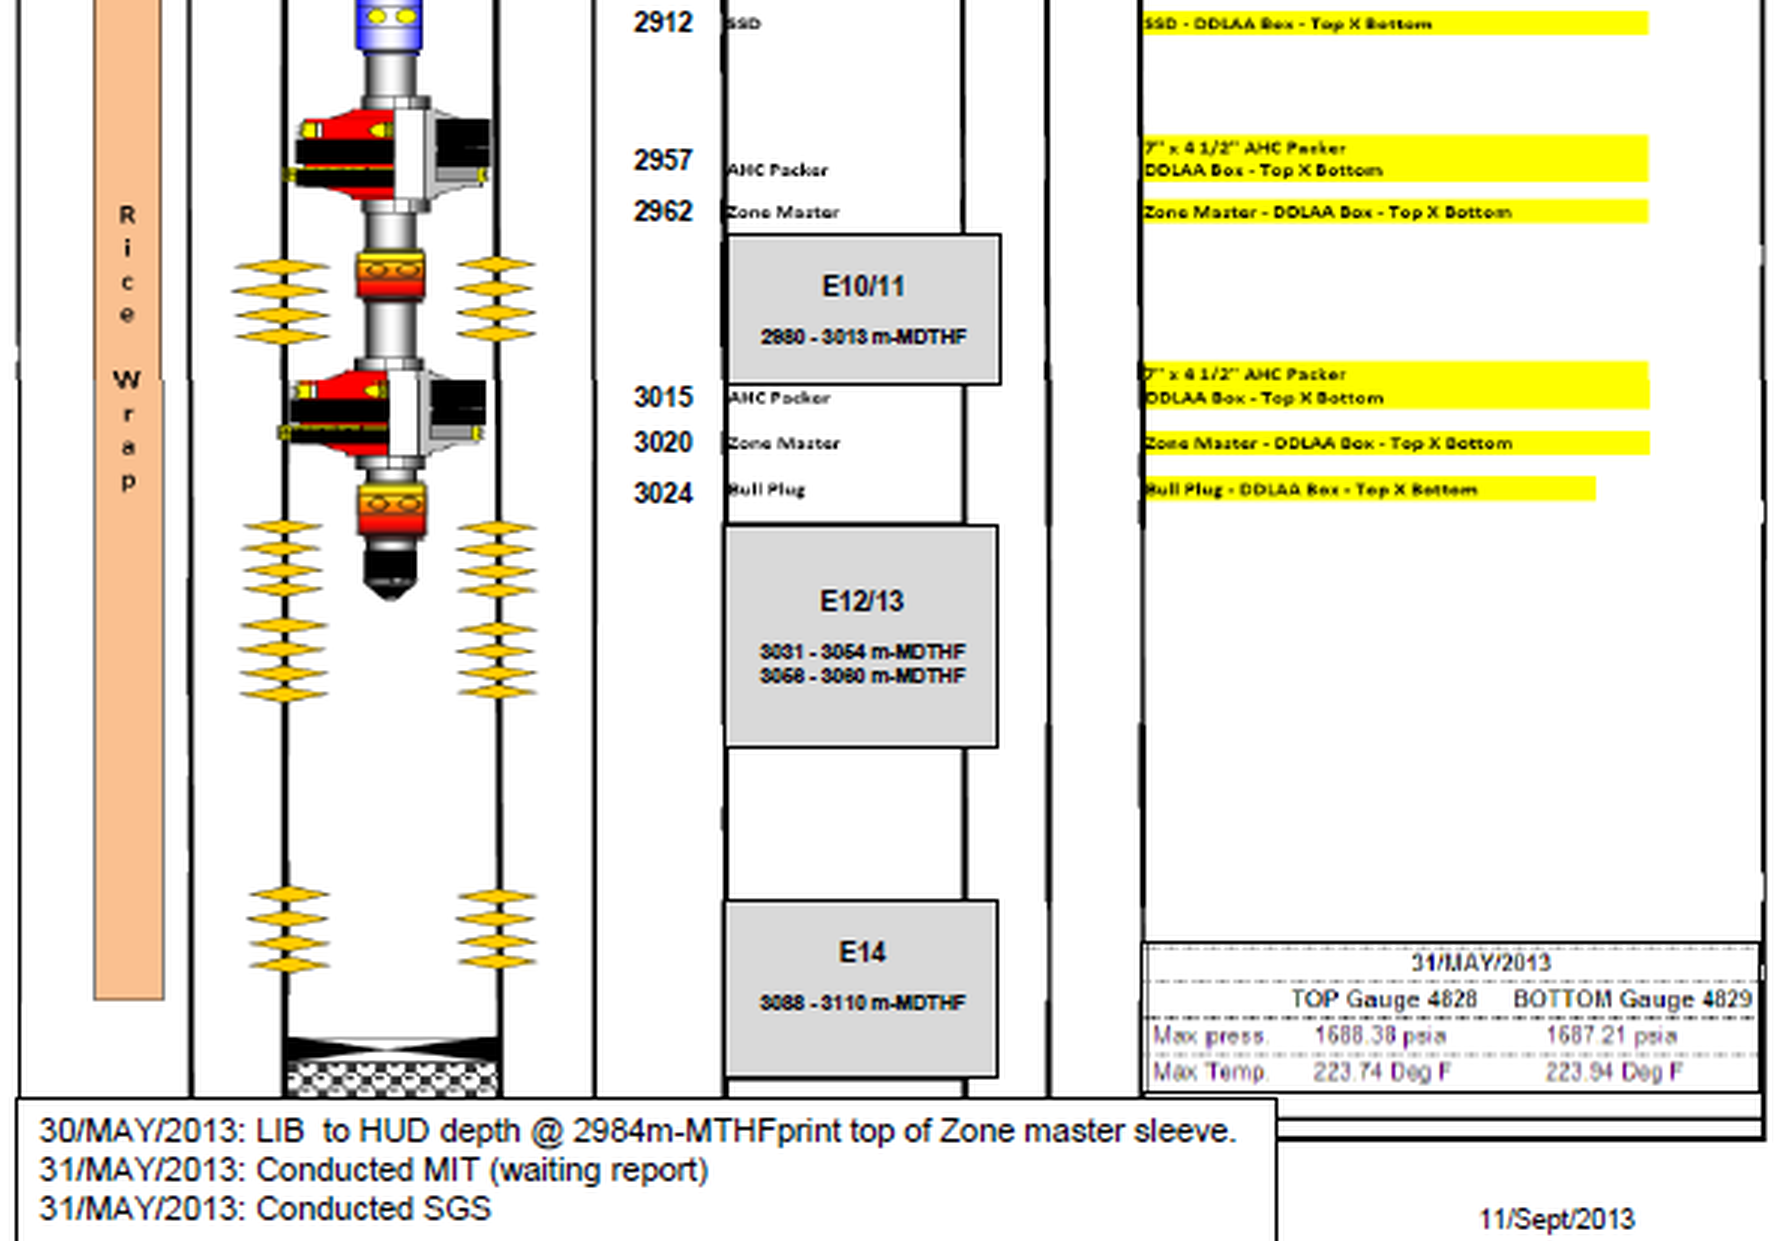 2912 SSD SSD - DDLAA Box - Top X Bottom
7" x 4 1/2" AHC Packer
2957 AHC Packer DDLAA Box - Top X Bottom
2962 Zone Master Zone Master - DDLAA Box - Top X Bottom
Rice Wrap
E10/11
2980 - 3013 m-MDTHF
7" x 4 1/2" AHC Packer
3015 AHC Packer DDLAA Box - Top X Bottom
3020 Zone Master Zone Master - DDLAA Box - Top X Bottom
3024 Bull Plug Bull Plug - DDLAA Box - Top X Bottom
E12/13
3031 - 3054 m-MDTHF
3056 - 3060 m-MDTHF
E14
3088 - 3110 m-MDTHF
31/MAY/2013
TOP Gauge 4828 BOTTOM Gauge 4829
Max press. 1688.38 psia 1687.21 psia
Max Temp. 223.74 Deg F 223.94 Deg F
30/MAY/2013: LIB to HUD depth @ 2984m-MTHFprint top of Zone master sleeve.
31/MAY/2013: Conducted MIT (waiting report)
31/MAY/2013: Conducted SGS
11/Sept/2013